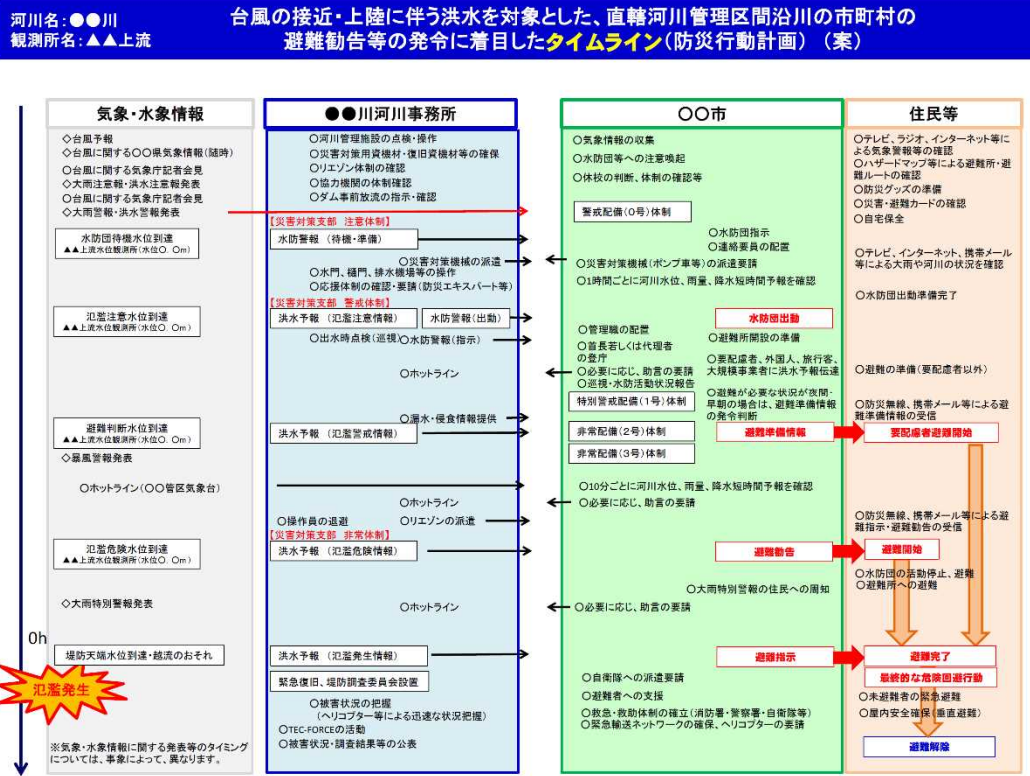 河川名：●●川
観測所名：▲▲上流
台風の接近・上陸に伴う洪水を対象とした、直轄河川管理区間沿川の市町村の
避難勧告等の発令に着目したタイムライン（防災行動計画）（案）
気象・水象情報
◇台風予報
◇台風に関する〇〇県気象情報（随時）
〇台風に関する気象庁記者会見
◇大雨注意報・洪水注意報発表
〇台風に関する気象庁記者会見
◇大雨警報・洪水警報発表
水防団待機水位到達
▲▲上流水位観測所（水位〇．〇ｍ）
氾濫注意水位到達
▲▲上流水位観測所（水位〇．〇ｍ）
避難判断水位到達
▲▲上流水位観測所（水位〇．〇ｍ）
◇暴風警報発表
〇ホットライン（〇〇管区気象台）
氾濫危険水位到達
▲▲上流水位観測所（水位〇．〇ｍ）
◇大雨特別警報発表
0h
堤防天端水位到達・越流のおそれ
氾濫発生
※気象・水象情報に関する発表等のタイミング
については、事象によって、異なります。
●●川河川事務所
〇河川管理施設の点検・操作
〇災害対策用資機材・復旧資機材等の確保
〇リエゾン体制の確認
〇協力機関の体制確認
〇ダム事前放流の指示・確認
【災害対策支部 注意体制】
水防警報（待機・準備）
〇災害対策機械の派遣
〇水門、樋門、排水機場等の操作
〇応援体制の確認・要請（防災エキスパート等）
【災害対策支部 警戒体制】
洪水予報（氾濫注意情報）
水防警報（出動）
〇出水時点検（巡視）
〇水防警報（指示）
〇ホットライン
〇漏水・侵食情報提供
洪水予報（氾濫警戒情報）
〇ホットライン
〇操作員の退避
〇リエゾンの派遣
【災害対策支部 非常体制】
洪水予報（氾濫危険情報）
〇ホットライン
洪水予報（氾濫発生情報）
緊急復旧、堤防調査委員会設置
〇被害状況の把握
（ヘリコプター等による迅速な状況把握）
〇TEC-FORCEの活動
〇被害状況・調査結果等の公表
〇〇市
〇気象情報の収集
〇水防団等への注意喚起
〇休校の判断、体制の確認等
警戒配備（0号）体制
〇水防団指示
〇連絡要員の配置
〇災害対策機械（ポンプ車等）の派遣要請
〇1時間ごとに河川水位、雨量、降水短時間予報を確認
水防団出動
〇管理職の配置
〇避難所開設の準備
〇首長若しくは代理者
の登庁
〇必要に応じ、助言の要請
〇巡視・水防活動状況報告
〇要配慮者、外国人、旅行客、
大規模事業者に洪水予報伝達
特別警戒配備（1号）体制
〇避難が必要な状況が夜間・
早朝の場合は、避難準備情報
の発令判断
非常配備（2号）体制
避難準備情報
非常配備（3号）体制
〇10分ごとに河川水位、雨量、降水短時間予報を確認
〇必要に応じ、助言の要請
避難勧告
〇大雨特別警報の住民への周知
〇必要に応じ、助言の要請
避難指示
〇自衛隊への派遣要請
〇避難者への支援
〇救急・救助体制の確立（消防署・警察署・自衛隊等）
〇緊急輸送ネットワークの確保、ヘリコプターの要請
住民等
〇テレビ、ラジオ、インターネット等に
よる気象警報等の確認
〇ハザードマップ等による避難所・避
難ルートの確認
〇防災グッズの準備
〇災害・避難カードの確認
〇自宅保全
〇テレビ、インターネット、携帯メール
等による大雨や河川の状況を確認
〇水防団出動準備完了
〇避難の準備（要配慮者以外）
〇防災無線、携帯メール等による避
難準備情報の受信
要配慮者避難開始
〇防災無線、携帯メール等による避
難指示・避難勧告の受信
避難開始
〇水防団の活動停止、避難
〇避難所への避難
避難完了
最終的な危険回避行動
〇未避難者の緊急避難
〇屋内安全確保（垂直避難）
避難解除